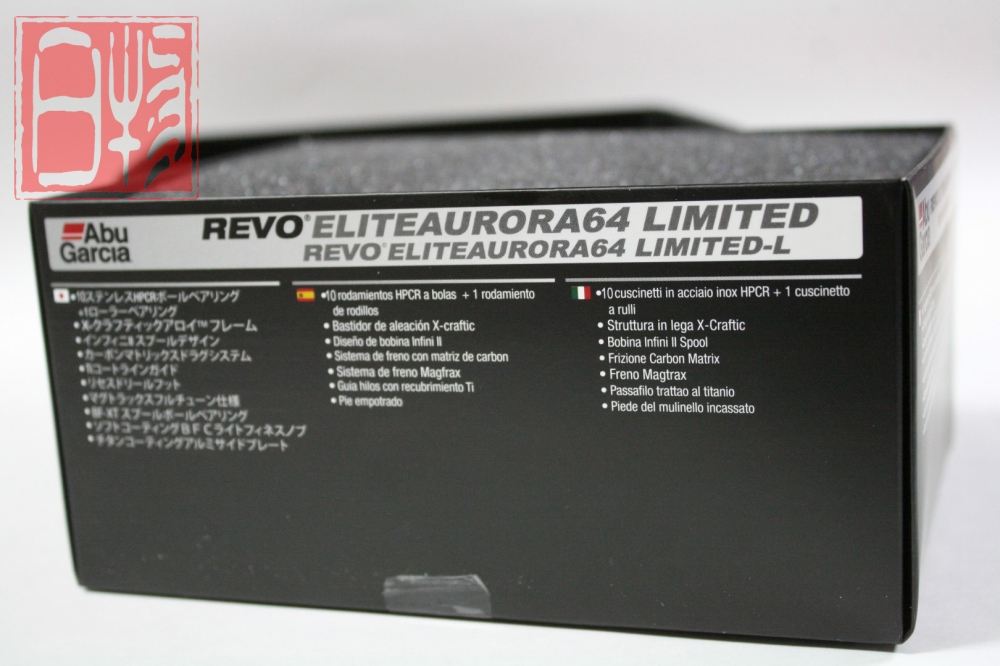 Abu
Garcia
REVO® ELITEAURORA64 LIMITED
REVO® ELITEAURORA64 LIMITED-L
•10ステンレスHPCRボールベアリング
+1ローラーベアリング
•X-クラフティックアロイ™フレーム
•インフィニII スプールデザイン
•カーボンマトリックスドラグシステム
•Tiコートラインガイド
•リセスドリールフット
•マグトラックスフルチューン仕様
•BF-XT スプールボールベアリング
•ソフトコーティングBFCライトフィネスノブ
•チタンコーティングアルミサイドプレート
•10 rodamientos HPCR a bolas + 1 rodamiento
de rodillos
•Bastidor de aleación X-craftic
•Diseño de bobina Infini II
•Sistema de freno con matriz de carbon
•Sistema de freno Magfrax
•Guia hilos con recubrimiento Ti
•Pie empotrado
•10 cuscinetti in acciaio inox HPCR + 1 cuscinetto
a rulli
•Struttura in lega X-Craftic
•Bobina Infini II Spool
•Frizione Carbon Matrix
•Freno Magtrax
•Passafilo trattao al titanio
•Piede del mulinello incassato
Abu
Garcia